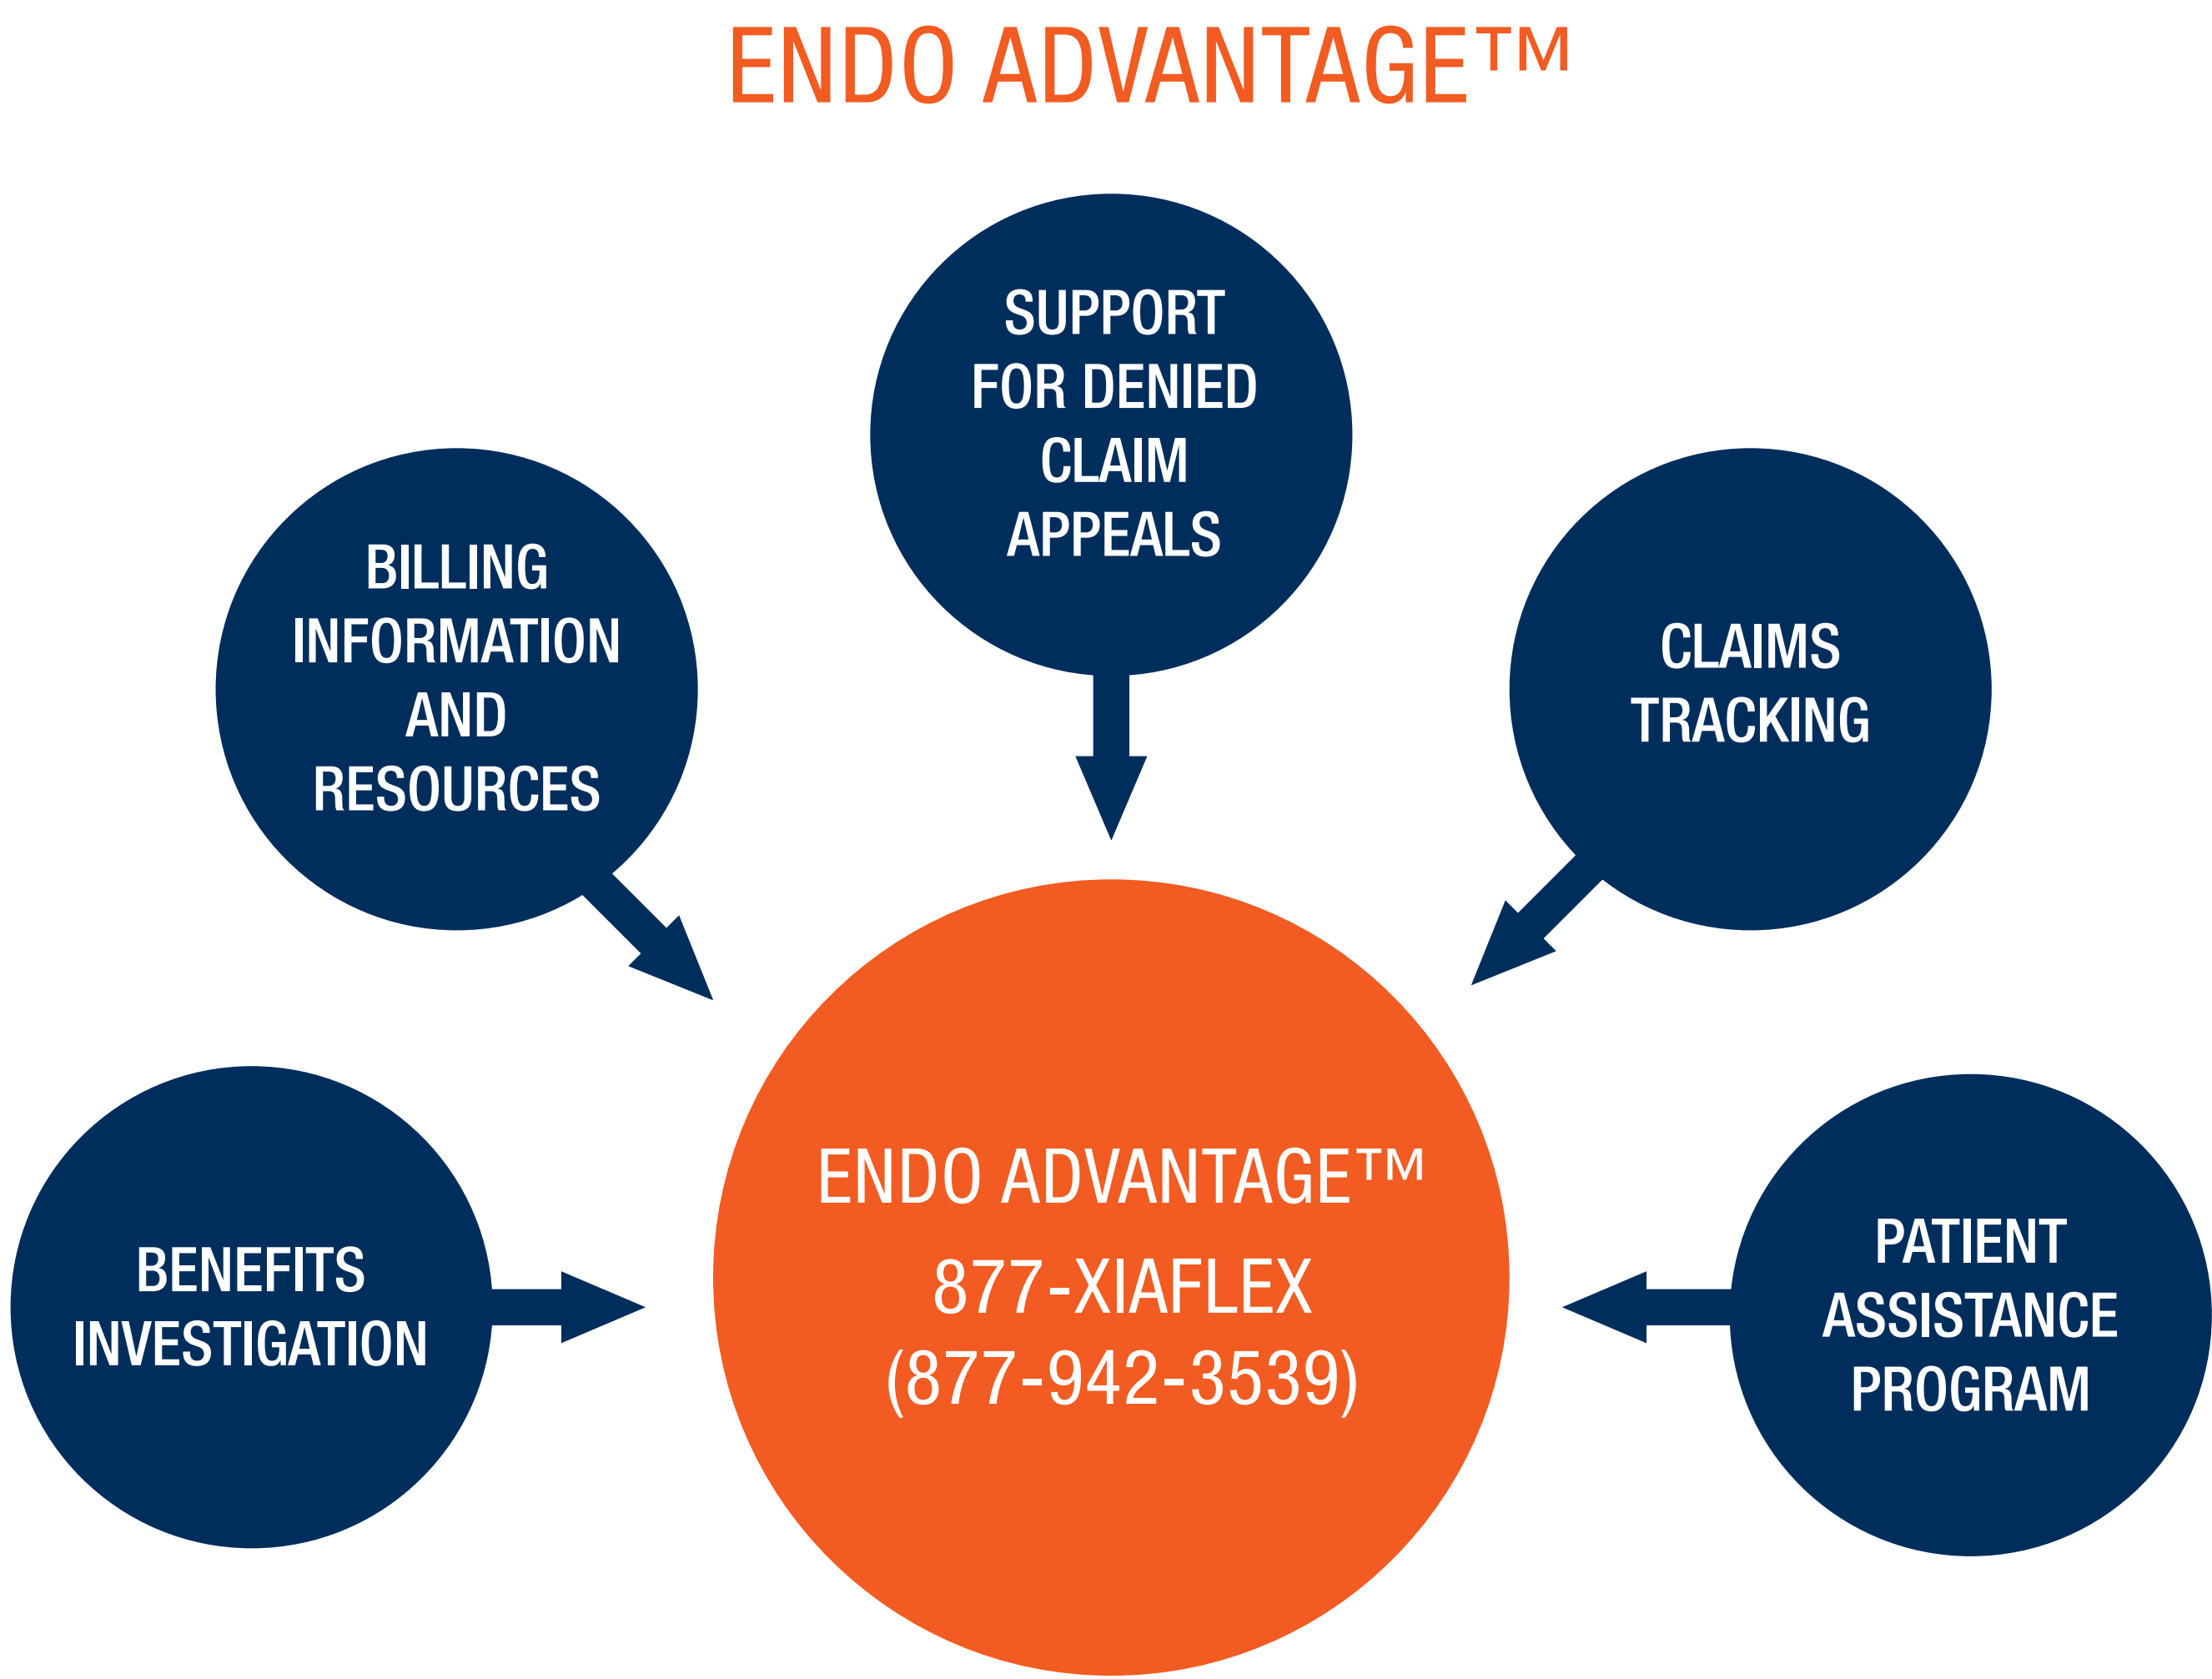 ENDO ADVANTAGE™
SUPPORT
FOR DENIED
CLAIM
APPEALS
BILLING
INFORMATION
AND
RESOURCES
CLAIMS
TRACKING
BENEFITS
INVESTIGATION
ENDO ADVANTAGE™
877-XIAFLEX
(877-942-3539)
PATIENT
ASSISTANCE
PROGRAM